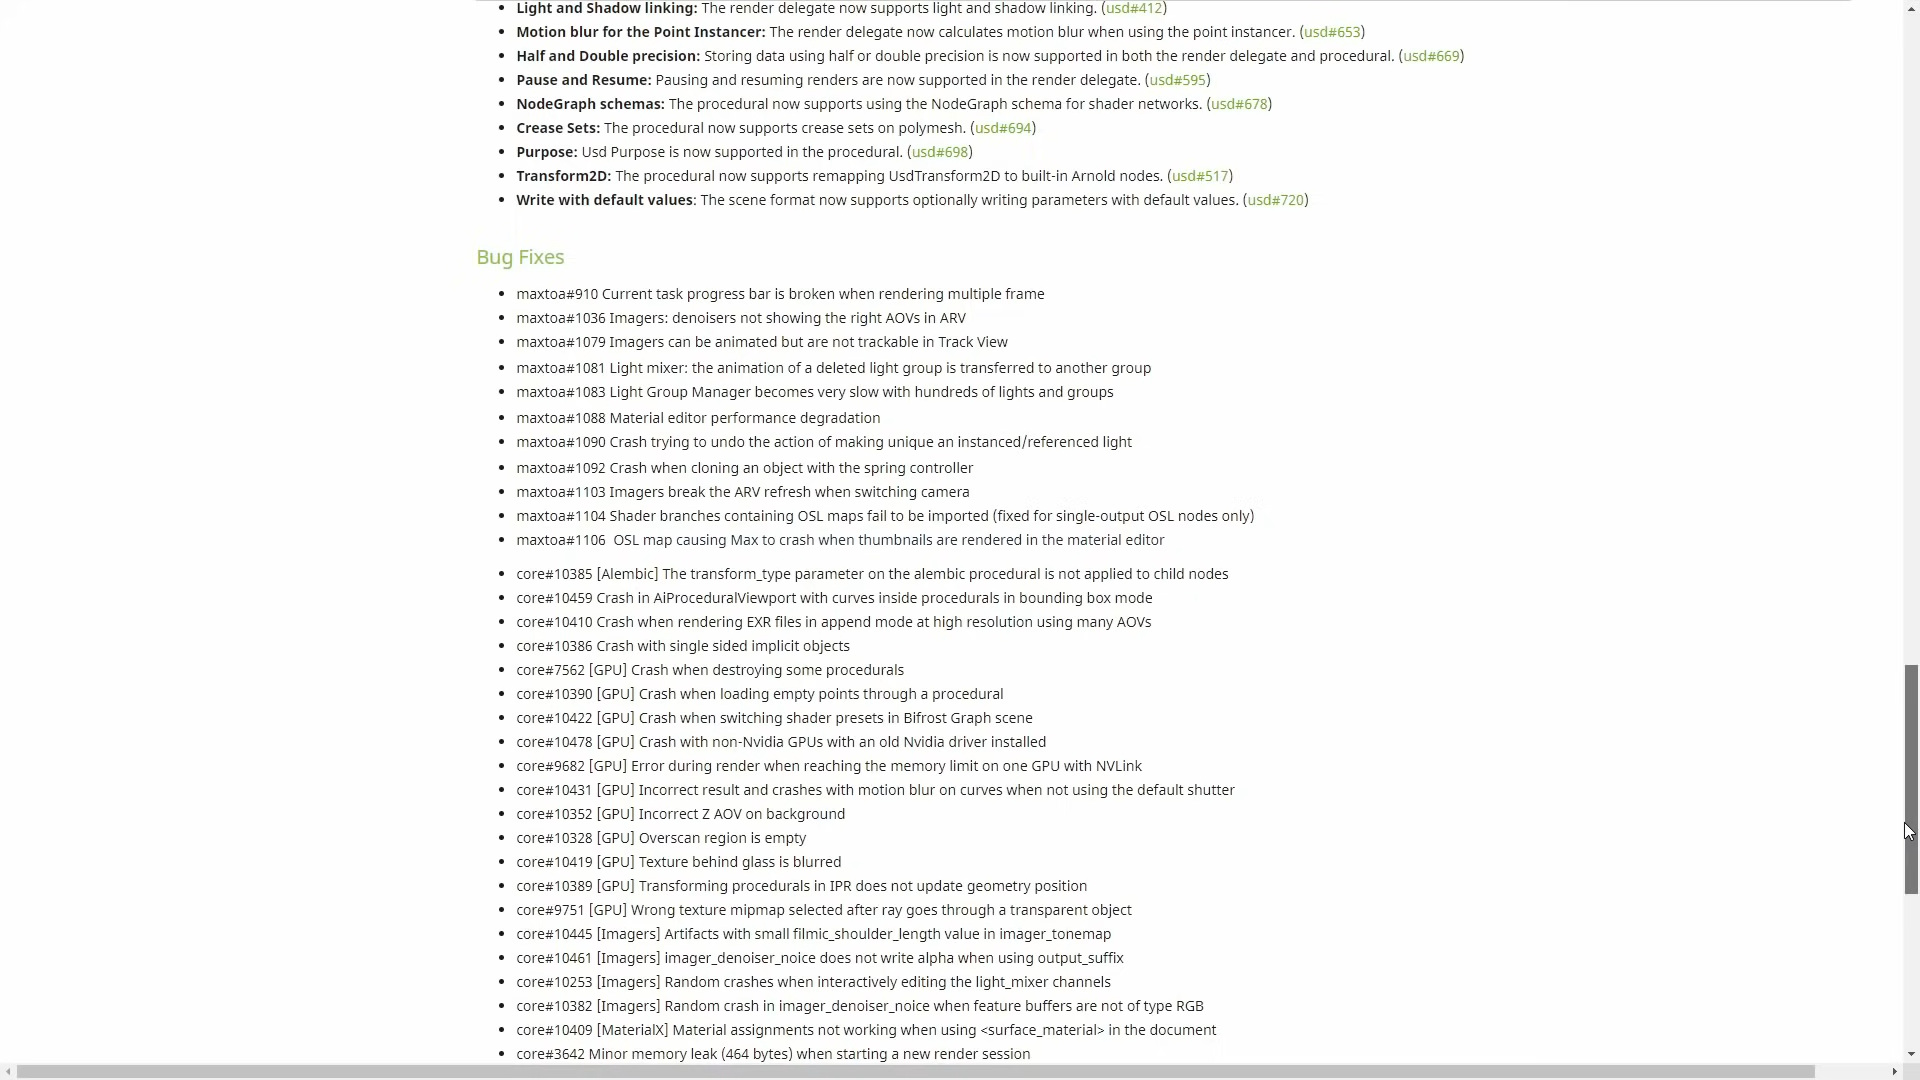 Light and Shadow linking: The render delegate now supports light and shadow linking. (usd#412)
Motion blur for the Point Instancer: The render delegate now calculates motion blur when using the point instancer. (usd#653)
Half and Double precision: Storing data using half or double precision is now supported in both the render delegate and procedural. (usd#669)
Pause and Resume: Pausing and resuming renders are now supported in the render delegate. (usd#595)
NodeGraph schemas: The procedural now supports using the NodeGraph schema for shader networks. (usd#678)
Crease Sets: The procedural now supports crease sets on polymesh. (usd#694)
Purpose: Usd Purpose is now supported in the procedural. (usd#698)
Transform2D: The procedural now supports remapping UsdTransform2D to built-in Arnold nodes. (usd#517)
Write with default values: The scene format now supports optionally writing parameters with default values. (usd#720)
Bug Fixes
maxtoa#910 Current task progress bar is broken when rendering multiple frame
maxtoa#1036 Imagers: denoisers not showing the right AOVs in ARV
maxtoa#1079 Imagers can be animated but are not trackable in Track View
maxtoa#1081 Light mixer: the animation of a deleted light group is transferred to another group
maxtoa#1083 Light Group Manager becomes very slow with hundreds of lights and groups
maxtoa#1088 Material editor performance degradation
maxtoa#1090 Crash trying to undo the action of making unique an instanced/referenced light
maxtoa#1092 Crash when cloning an object with the spring controller
maxtoa#1103 Imagers break the ARV refresh when switching camera
maxtoa#1104 Shader branches containing OSL maps fail to be imported (fixed for single-output OSL nodes only)
maxtoa#1106 OSL map causing Max to crash when thumbnails are rendered in the material editor
core#10385 [Alembic] The transform_type parameter on the alembic procedural is not applied to child nodes
core#10459 Crash in AiProceduralViewport with curves inside procedurals in bounding box mode
core#10410 Crash when rendering EXR files in append mode at high resolution using many AOVs
core#10386 Crash with single sided implicit objects
core#7562 [GPU] Crash when destroying some procedurals
core#10390 [GPU] Crash when loading empty points through a procedural
core#10422 [GPU] Crash when switching shader presets in Bifrost Graph scene
core#10478 [GPU] Crash with non-Nvidia GPUs with an old Nvidia driver installed
core#9682 [GPU] Error during render when reaching the memory limit on one GPU with NVLink
core#10431 [GPU] Incorrect result and crashes with motion blur on curves when not using the default shutter
core#10352 [GPU] Incorrect Z AOV on background
core#10328 [GPU] Overscan region is empty
core#10419 [GPU] Texture behind glass is blurred
core#10389 [GPU] Transforming procedurals in IPR does not update geometry position
core#9751 [GPU] Wrong texture mipmap selected after ray goes through a transparent object
core#10445 [Imagers] Artifacts with small filmic_shoulder_length value in imager_tonemap
core#10461 [Imagers] imager_denoiser_noice does not write alpha when using output_suffix
core#10253 [Imagers] Random crashes when interactively editing the light_mixer channels
core#10382 [Imagers] Random crash in imager_denoiser_noice when feature buffers are not of type RGB
core#10409 [MaterialX] Material assignments not working when using <surface_material> in the document
core#3642 Minor memory leak (464 bytes) when starting a new render session